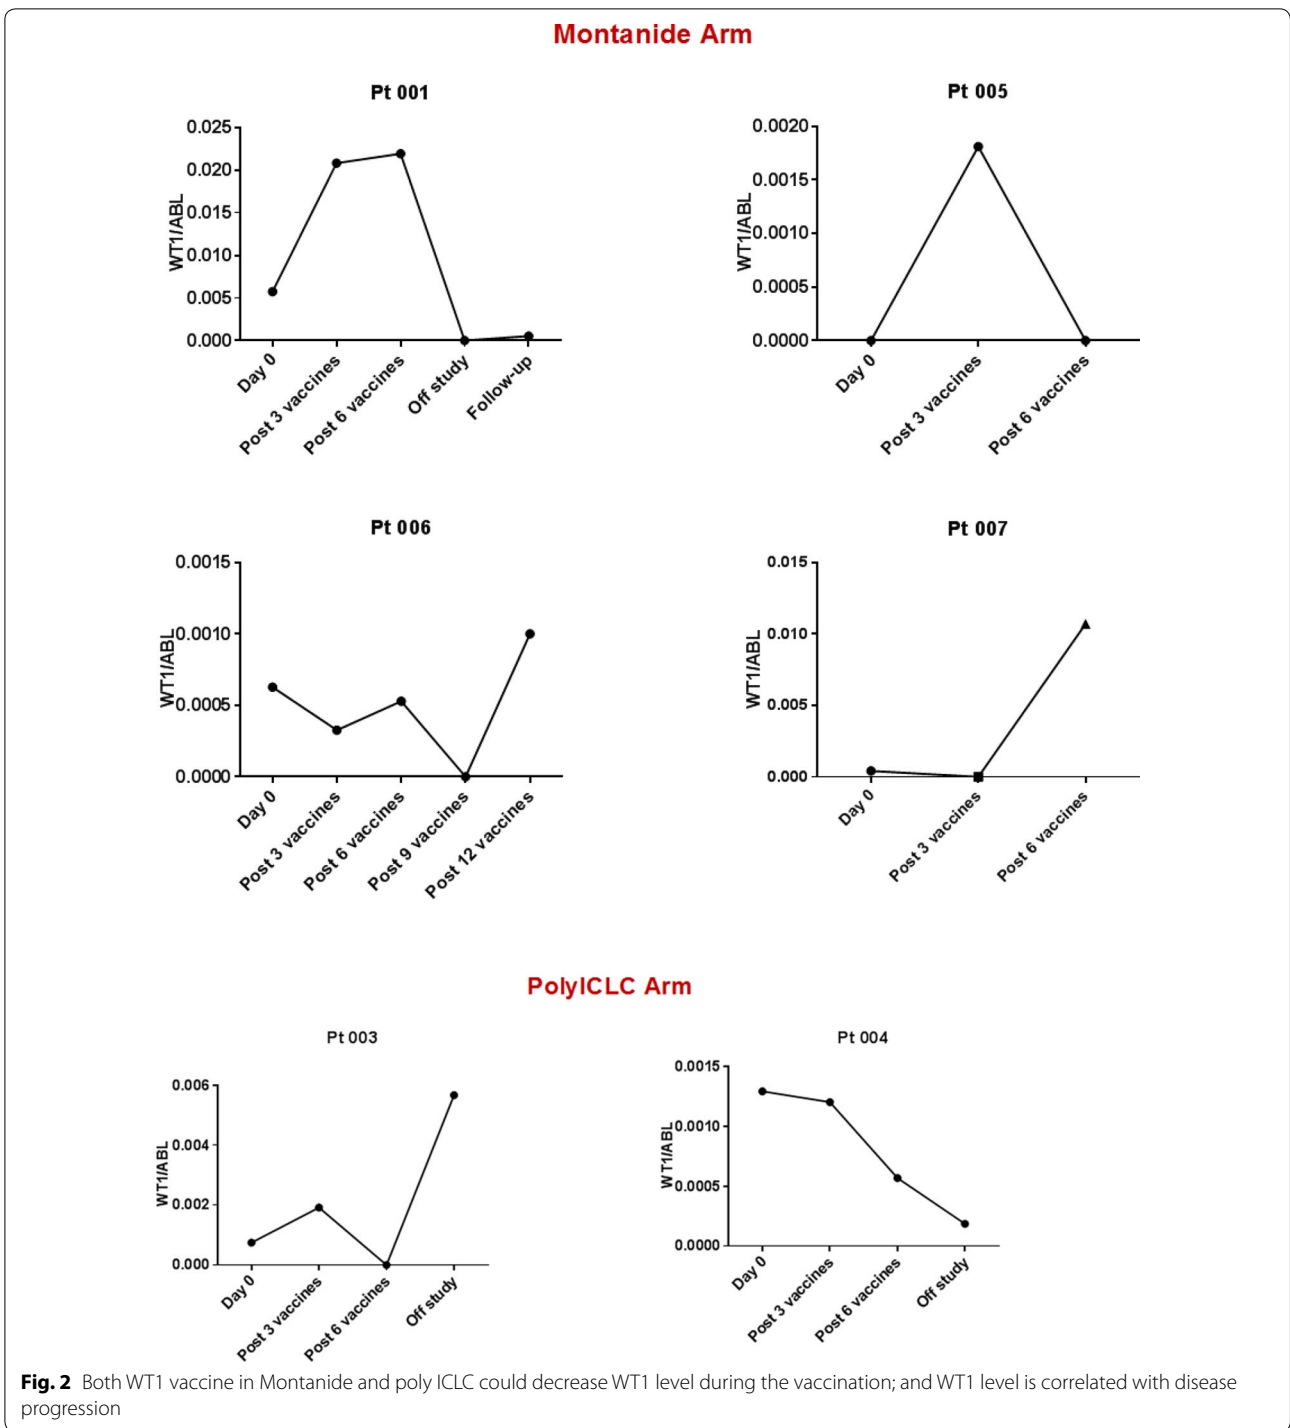 Montanide Arm
Pt 001
0.025
0.020
0.015
0.010
0.005
0.000
WT1/ABL
Day 0
Post 3 vaccines
Post 6 vaccines
Off study
Follow-up
Pt 005
0.0020
0.0015
0.0010
0.0005
0.0000
WT1/ABL
Day 0
Post 3 vaccines
Post 6 vaccines
Pt 006
0.0015
0.0010
0.0005
0.0000
WT1/ABL
Day 0
Post 3 vaccines
Post 6 vaccines
Post 9 vaccines
Post 12 vaccines
Pt 007
0.015
0.010
0.005
0.000
WT1/ABL
Day 0
Post 3 vaccines
Post 6 vaccines
PolyICLC Arm
Pt 003
0.006
0.004
0.002
0.000
WT1/ABL
Day 0
Post 3 vaccines
Post 6 vaccines
Off study
Pt 004
0.0015
0.0010
0.0005
0.0000
WT1/ABL
Day 0
Post 3 vaccines
Post 6 vaccines
Off study
Fig. 2 Both WT1 vaccine in Montanide and poly ICLC could decrease WT1 level during the vaccination; and WT1 level is correlated with disease
progression